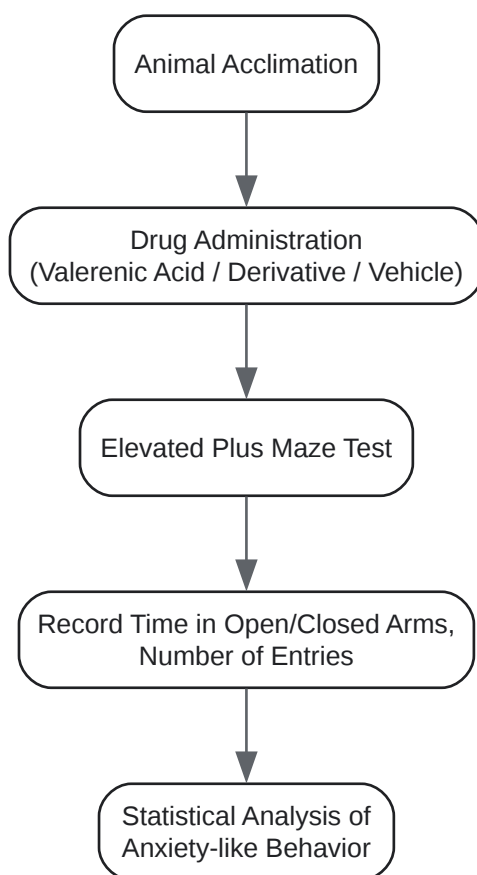 Animal Acclimation
Drug Administration
(Valerenic Acid / Derivative / Vehicle)
Elevated Plus Maze Test
Record Time in Open/Closed Arms,
Number of Entries
Statistical Analysis of
Anxiety-like Behavior